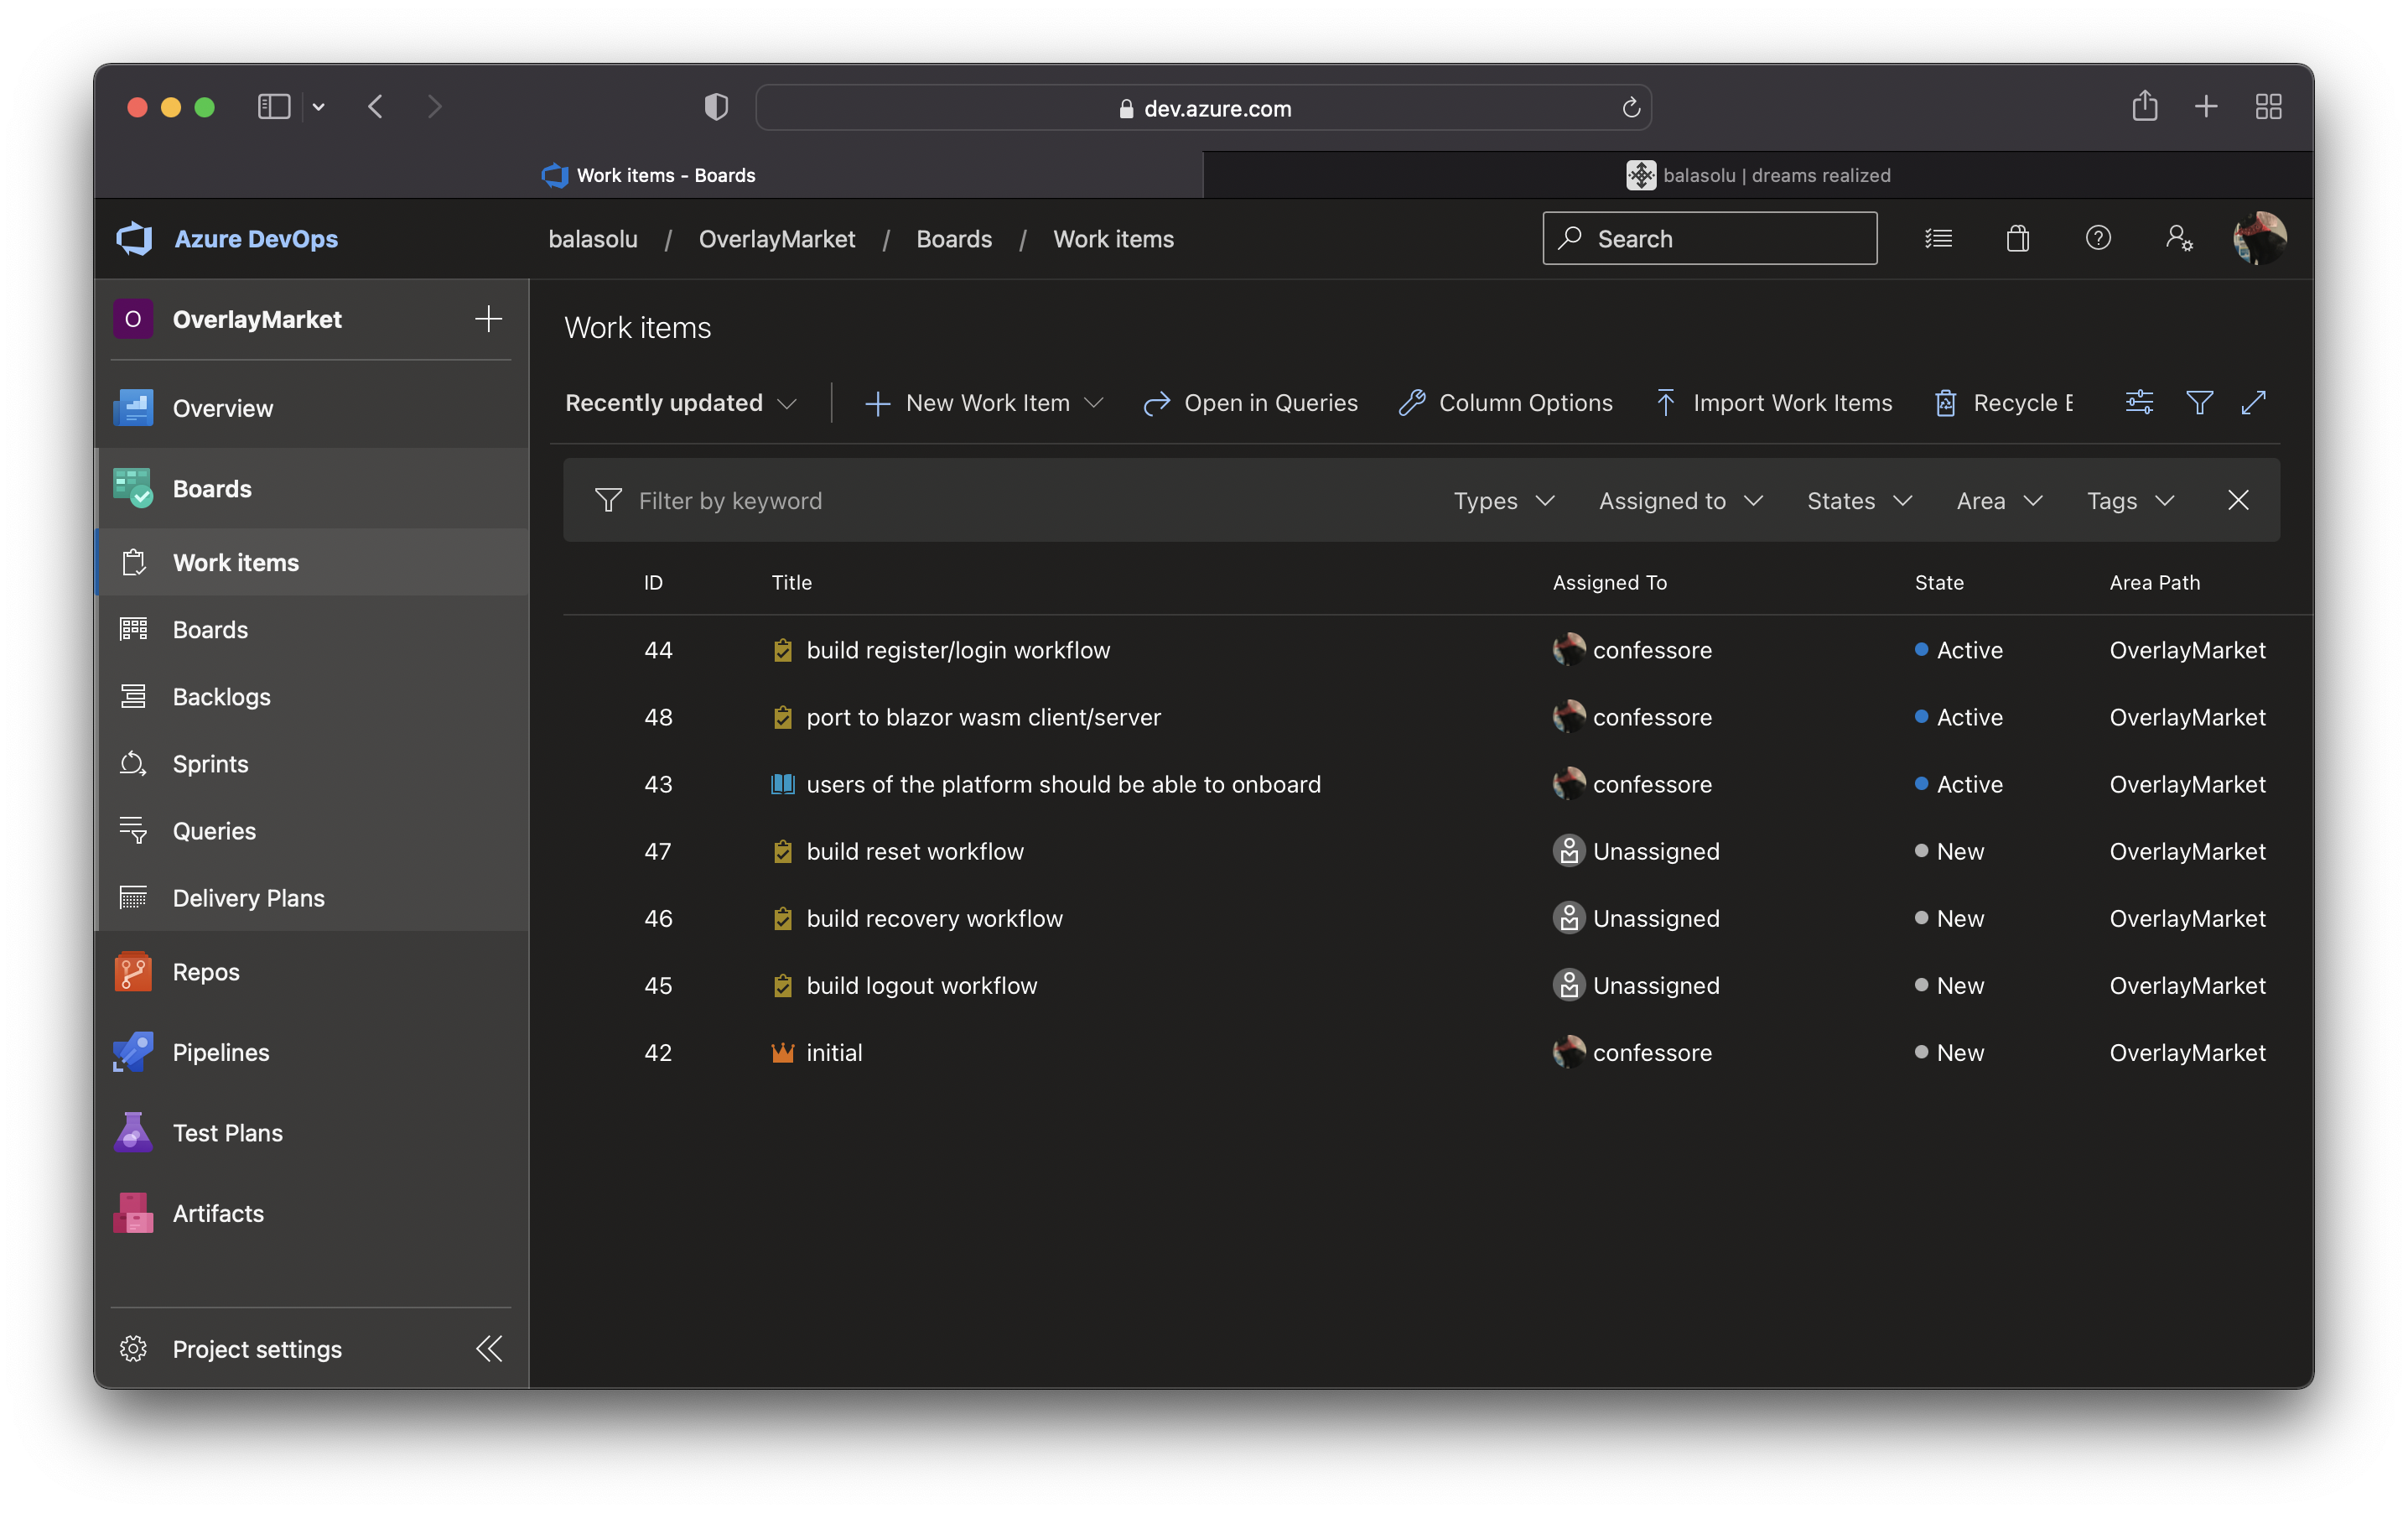 dev.azure.com
Work items - Boards
balasolu | dreams realized
Azure DevOps
balasolu / OverlayMarket / Boards / Work items
Search
O OverlayMarket
Overview
Boards
Work items
Boards
Backlogs
Sprints
Queries
Delivery Plans
Repos
Pipelines
Test Plans
Artifacts
Project settings
Work items
Recently updated New Work Item Open in Queries Column Options Import Work Items Recycle
Filter by keyword Types Assigned to States Area Tags
ID Title Assigned To State Area Path
44 build register/login workflow confessore Active OverlayMarket
48 port to blazor wasm client/server confessore Active OverlayMarket
43 users of the platform should be able to onboard confessore Active OverlayMarket
47 build reset workflow Unassigned New OverlayMarket
46 build recovery workflow Unassigned New OverlayMarket
45 build logout workflow Unassigned New OverlayMarket
42 initial confessore New OverlayMarket